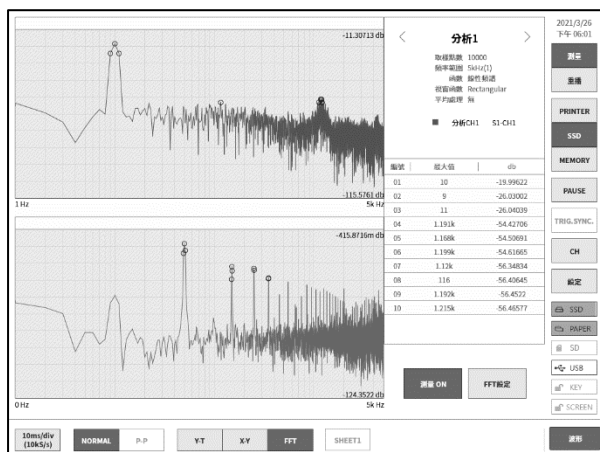 -11.30713 db
-115.5761 db
1 Hz
5k Hz
-415.8716m db
-124.3522 db
0 Hz
5k Hz
分析1
取樣點數 10000
頻率範圍 5kHz(1)
函數 線性頻譜
視窗函數 Rectangular
平均處理 無
分析CH1 S1-CH1
編號 最大值 db
01 10 -19.99622
02 9 -26.03002
03 11 -26.04039
04 1.191k -54.42706
05 1.168k -54.50691
06 1.199k -54.61665
07 1.12k -56.34834
08 116 -56.40645
09 1.192k -56.4522
10 1.215k -56.46577
測量 ON
FFT設定
2021/3/26
下午 06:01
測量
重播
PRINTER
SSD
MEMORY
PAUSE
TRIG.SYNC.
CH
設定
SSD
PAPER
SD
USB
KEY
SCREEN
10ms/div
(10kS/s)
NORMAL
P-P
Y-T
X-Y
FFT
SHEET1
波形